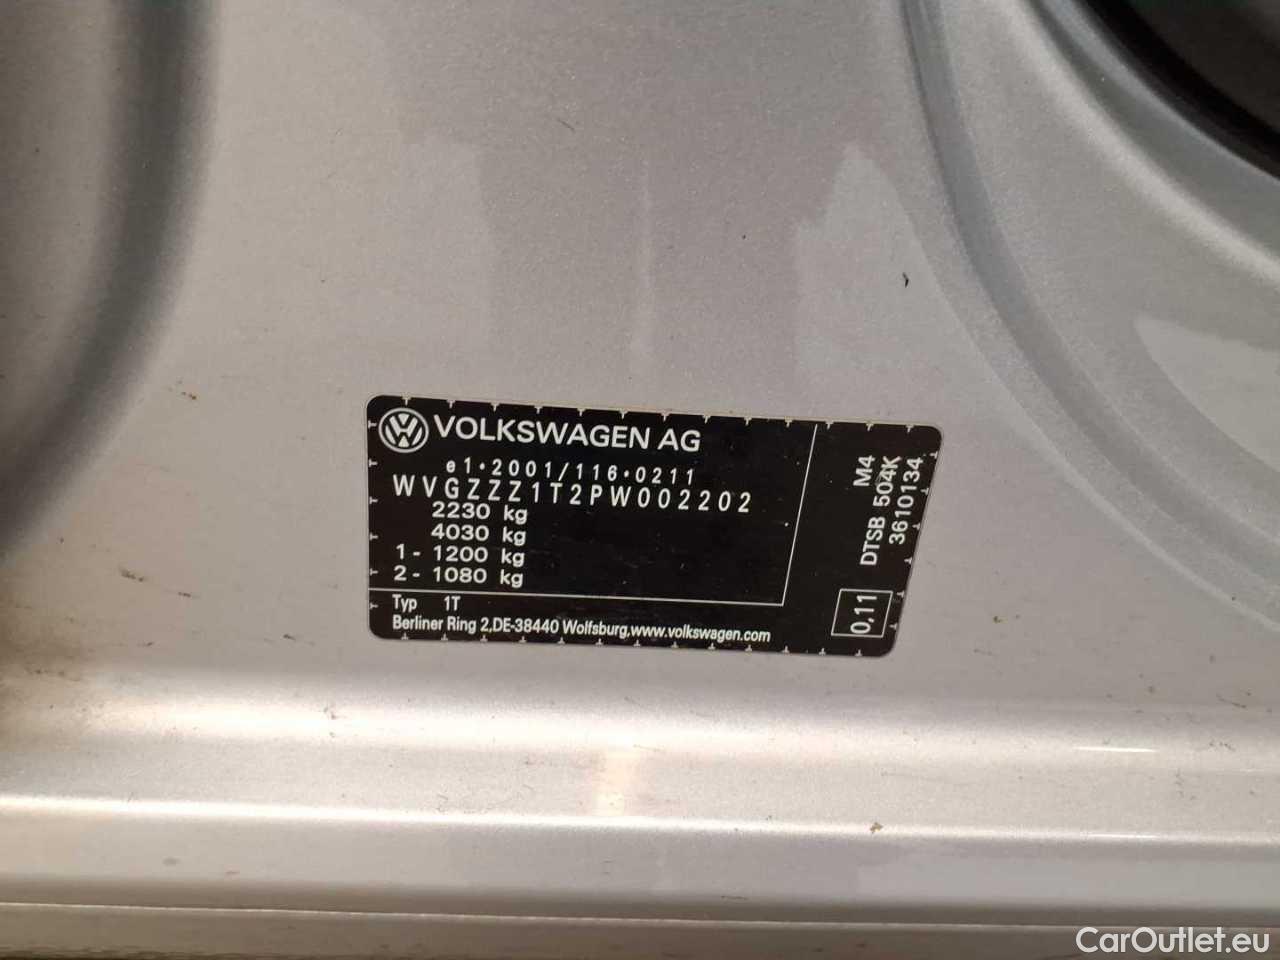 VOLKSWAGEN AG
e1*2001/116*0211
WVGZZZ1T2PW002202
2230 kg
4030 kg
1- 1200 kg
2- 1080 kg
Typ 1T
Berliner Ring 2,DE-38440 Wolfsburg,www.volkswagen.com
M4
DTSB 504K
3610134
0,11
CarOutlet.eu